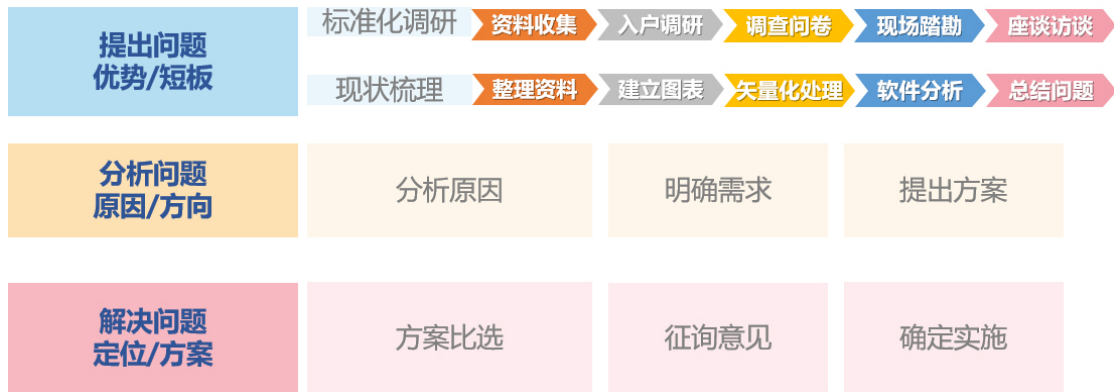 提出问题
优势/短板
标准化调研 资料收集 入户调研 调查问卷 现场踏勘 座谈访谈
现状梳理 整理资料 建立图表 矢量化处理 软件分析 总结问题
分析问题
原因/方向
分析原因 明确需求 提出方案
解决问题
定位/方案
方案比选 征询意见 确定实施